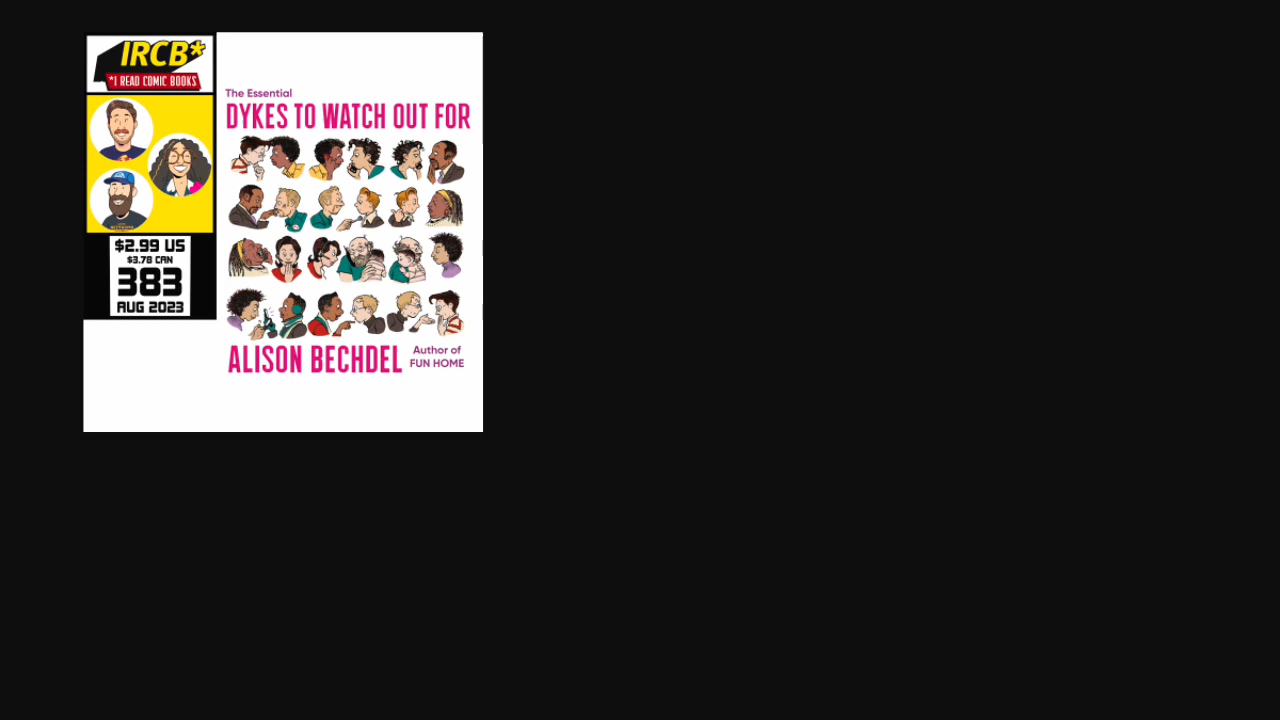 IRCB*
*I READ COMIC BOOKS
$2.99 US
$3.78 CAN
383
AUG 2023
The Essential
DYKES TO WATCH OUT FOR
ALISON BECHDEL
Author of
FUN HOME